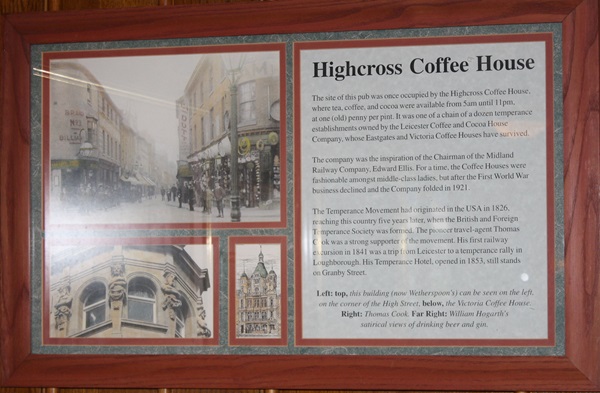 Highcross Coffee House
The site of this pub was once occupied by the Highcross Coffee House,
where tea, coffee, and cocoa were available from 5am until 11pm,
at one (old) penny per pint. It was one of a chain of a dozen temperance
establishments owned by the Leicester Coffee and Cocoa House
Company, whose Eastgates and Victoria Coffee Houses have survived.
The company was the inspiration of the Chairman of the Midland
Railway Company, Edward Ellis. For a time, the Coffee Houses were
fashionable amongst middle-class ladies, but after the First World War
business declined and the Company folded in 1921.
The Temperance Movement had originated in the USA in 1826,
reaching this country five years later, when the British and Foreign
Temperance Society was formed. The pioneer travel-agent Thomas
Cook was a strong supporter of the movement. His first railway
excursion in 1841 was a trip from Leicester to a temperance rally in
Loughborough. His Temperance Hotel, opened in 1853, still stands
on Granby Street.
Left: top, this building (now Wetherspoon's) can be seen on the left,
on the corner of the High Street, below, the Victoria Coffee House.
Right: Thomas Cook. Far Right: William Hogarth's
satirical views of drinking beer and gin.